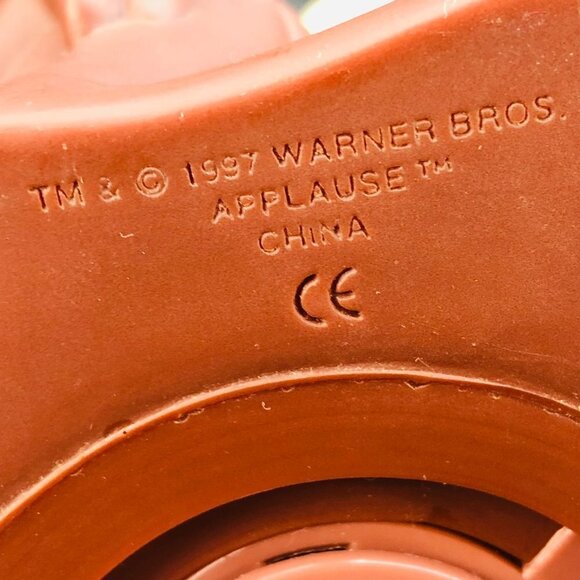 TM & © 1997 WARNER BROS.
APPLAUSE™
CHINA
CE